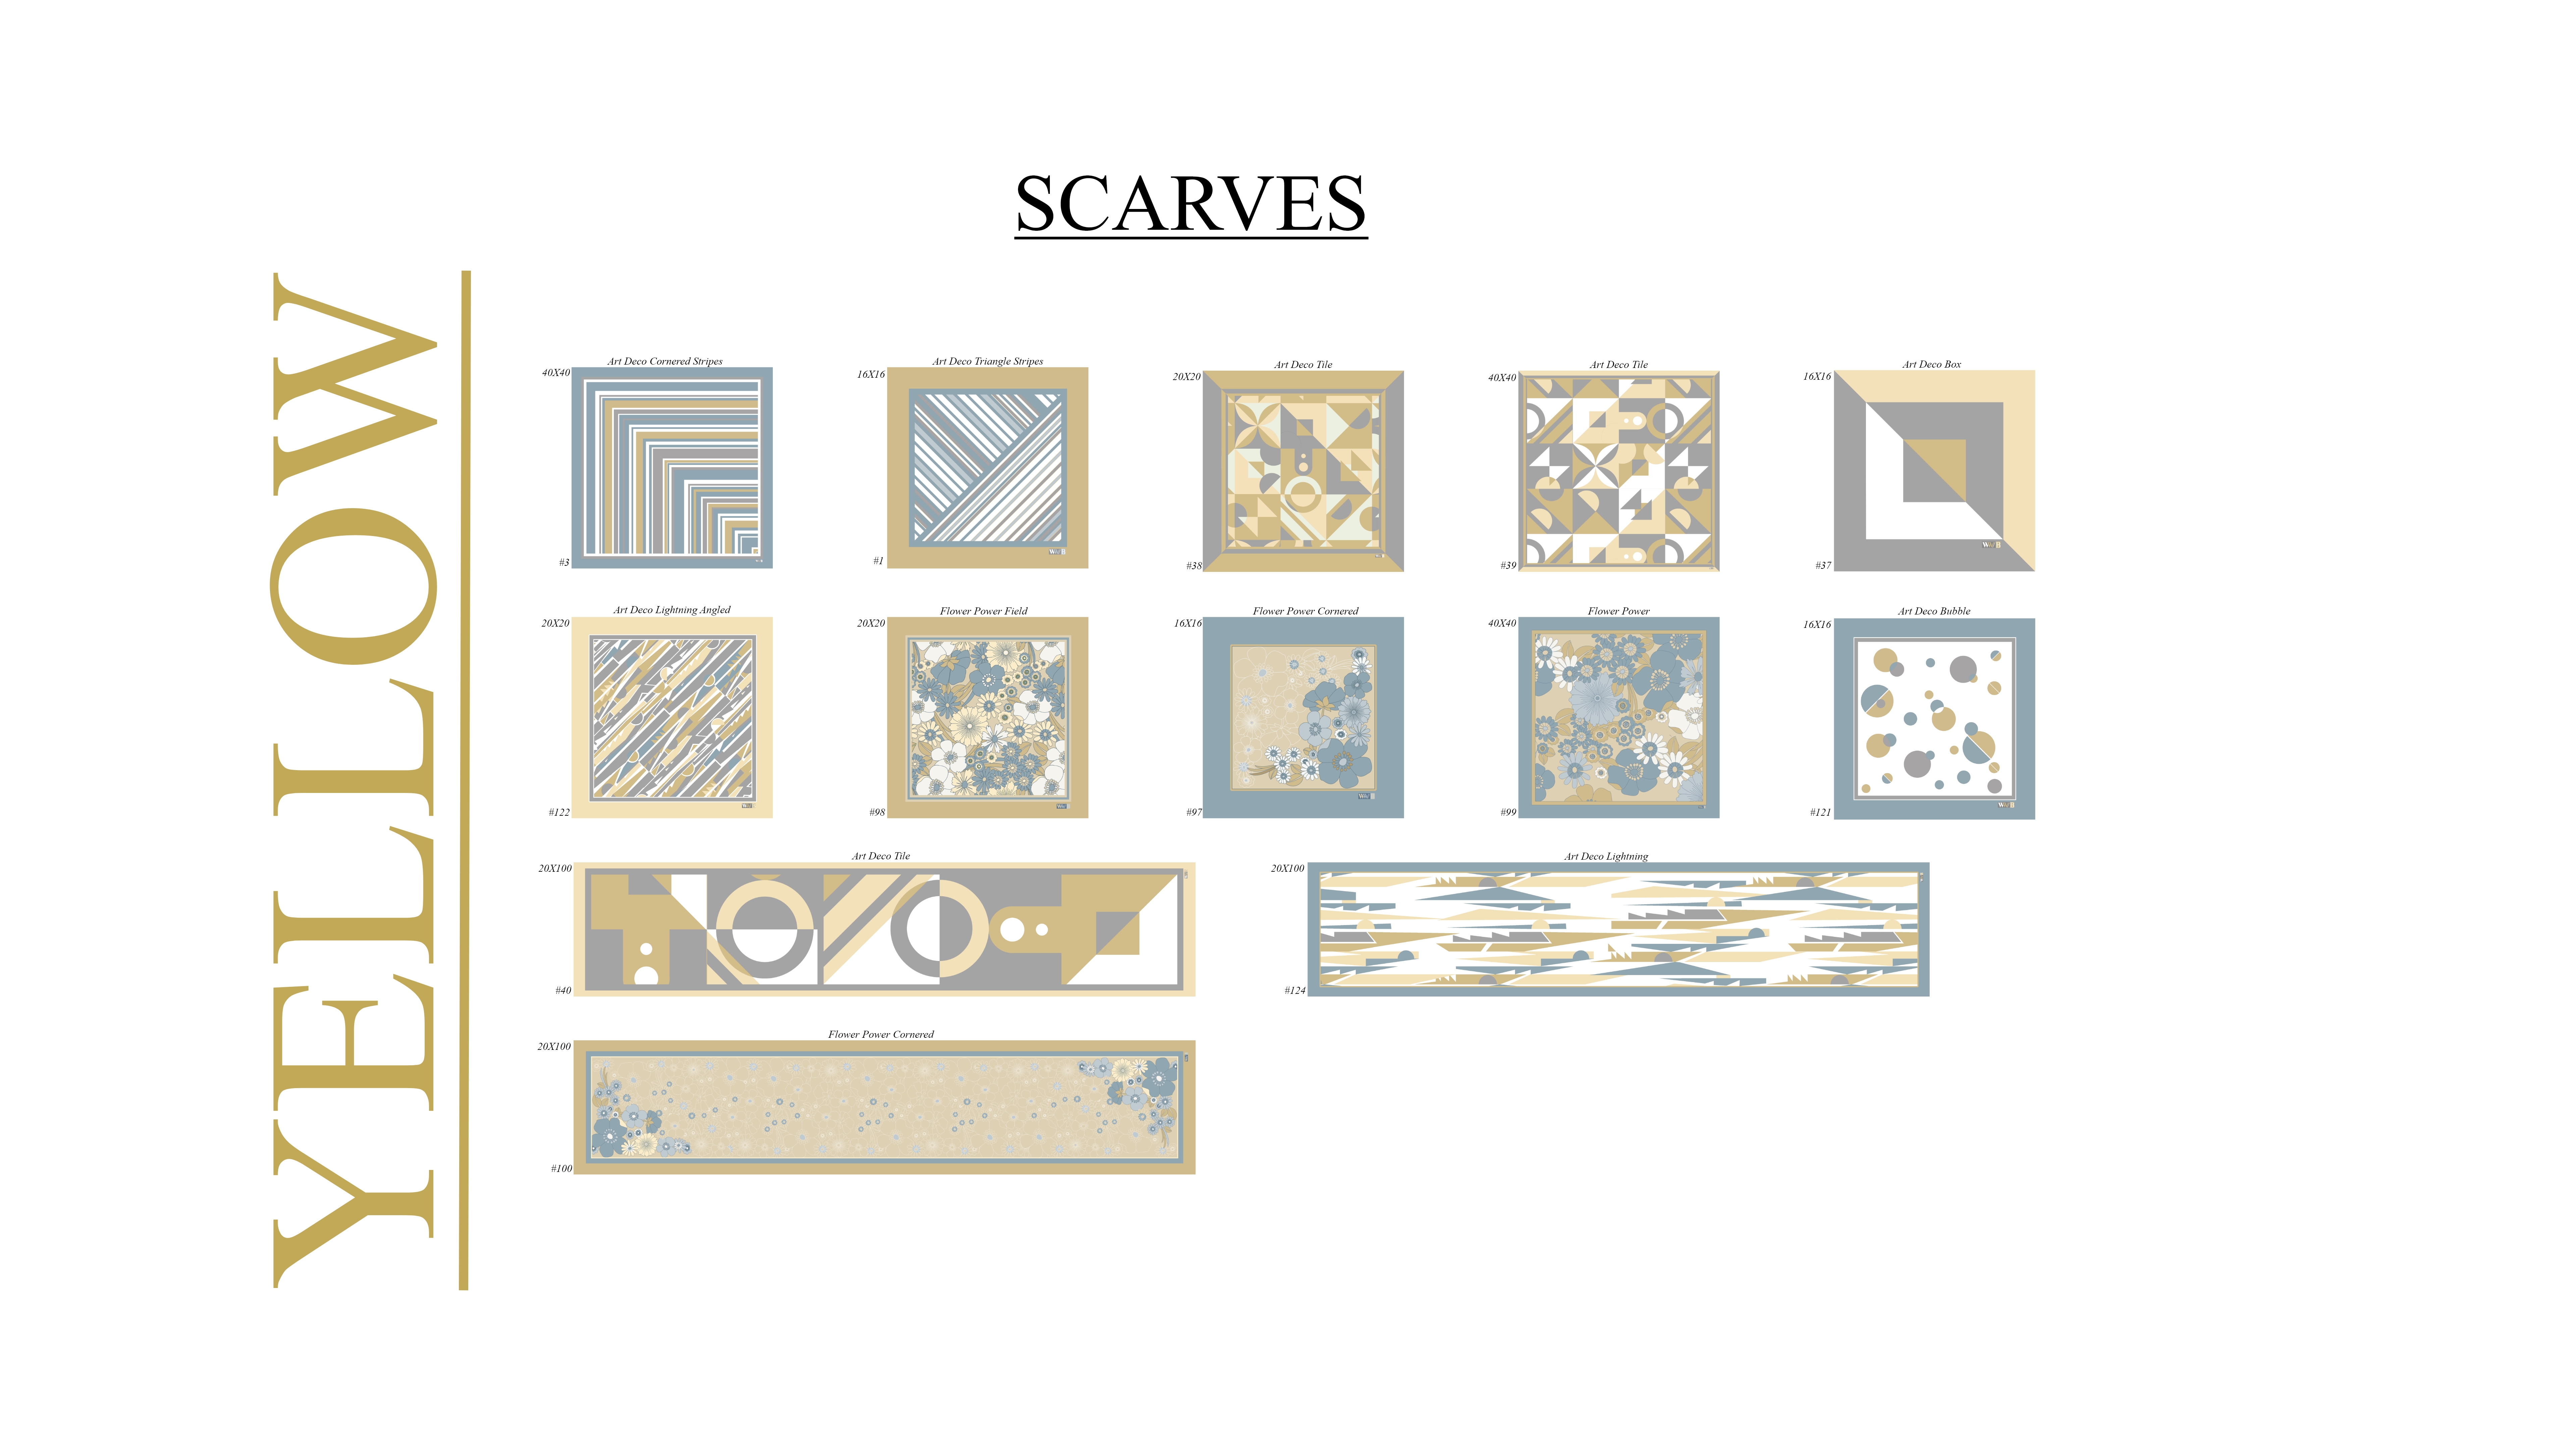 SCARVES
YELLOW
Art Deco Cornered Stripes
40X40
#3
Art Deco Triangle Stripes
16X16
#1
Art Deco Tile
20X20
#38
Art Deco Tile
40X40
#39
Art Deco Box
16X16
#37
Art Deco Lightning Angled
20X20
#122
Flower Power Field
20X20
#98
Flower Power Cornered
16X16
#97
Flower Power
40X40
#99
Art Deco Bubble
16X16
#121
Art Deco Tile
20X100
#40
Art Deco Lightning
20X100
#124
Flower Power Cornered
20X100
#100